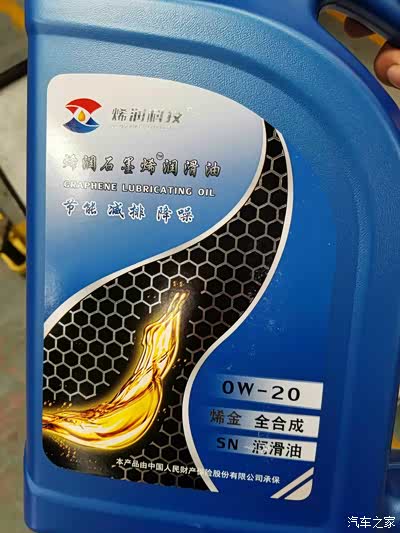 烯润科技
烯润石墨烯润滑油
GRAPHENE LUBRICATING OIL
节能 减排 降噪
0W-20
烯金 全合成
SN 润滑油
本产品由中国人民财产保险股份有限公司承保
汽车之家